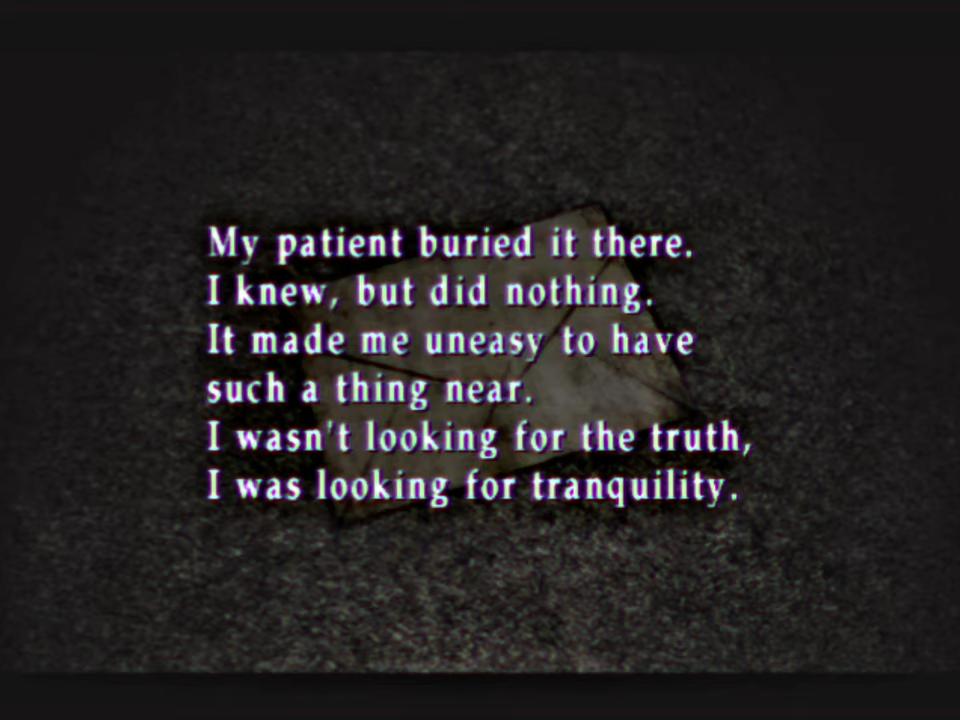 My patient buried it there.
I knew, but did nothing.
It made me uneasy to have
such a thing near.
I wasn't looking for the truth,
I was looking for tranquility.